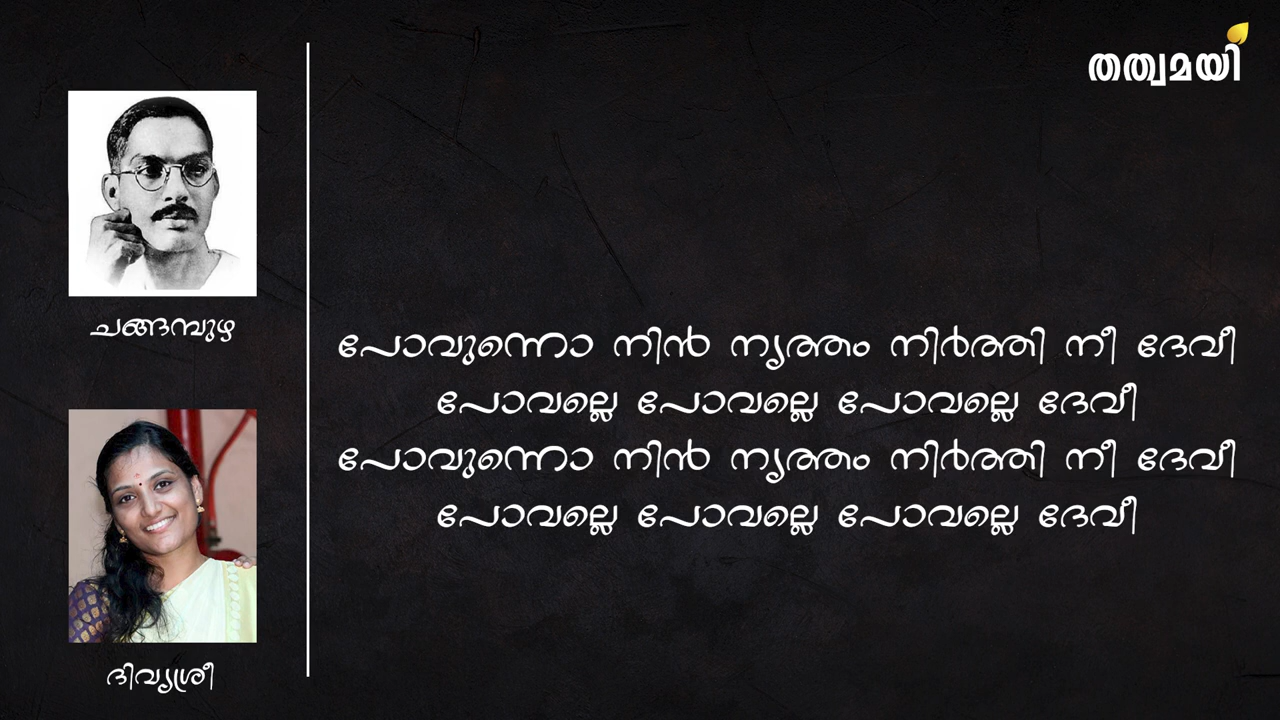 തത്വമയി
ചങ്ങമ്പുഴ
പോവുന്നൊ നിൻ നൃത്തം നിർത്തി നീ ദേവീ
പോവല്ലെ പോവല്ലെ പോവല്ലെ ദേവീ
പോവുന്നൊ നിൻ നൃത്തം നിർത്തി നീ ദേവീ
പോവല്ലെ പോവല്ലെ പോവല്ലെ ദേവീ
ദിവ്യശ്രീ